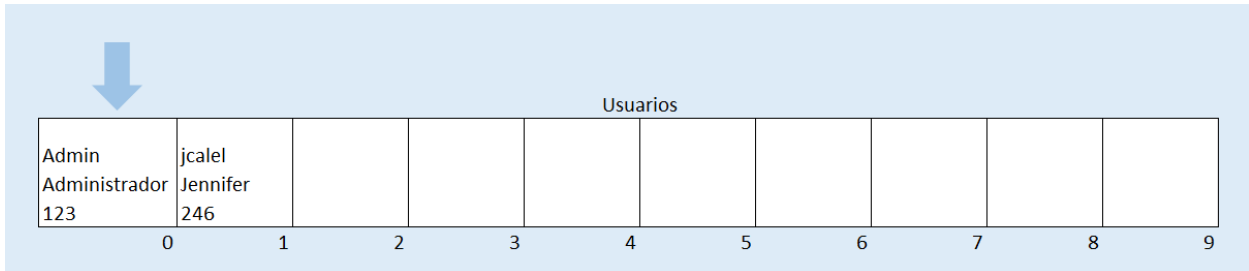 Usuarios
Admin
Administrador
123
jcalel
Jennifer
246
0 1 2 3 4 5 6 7 8 9